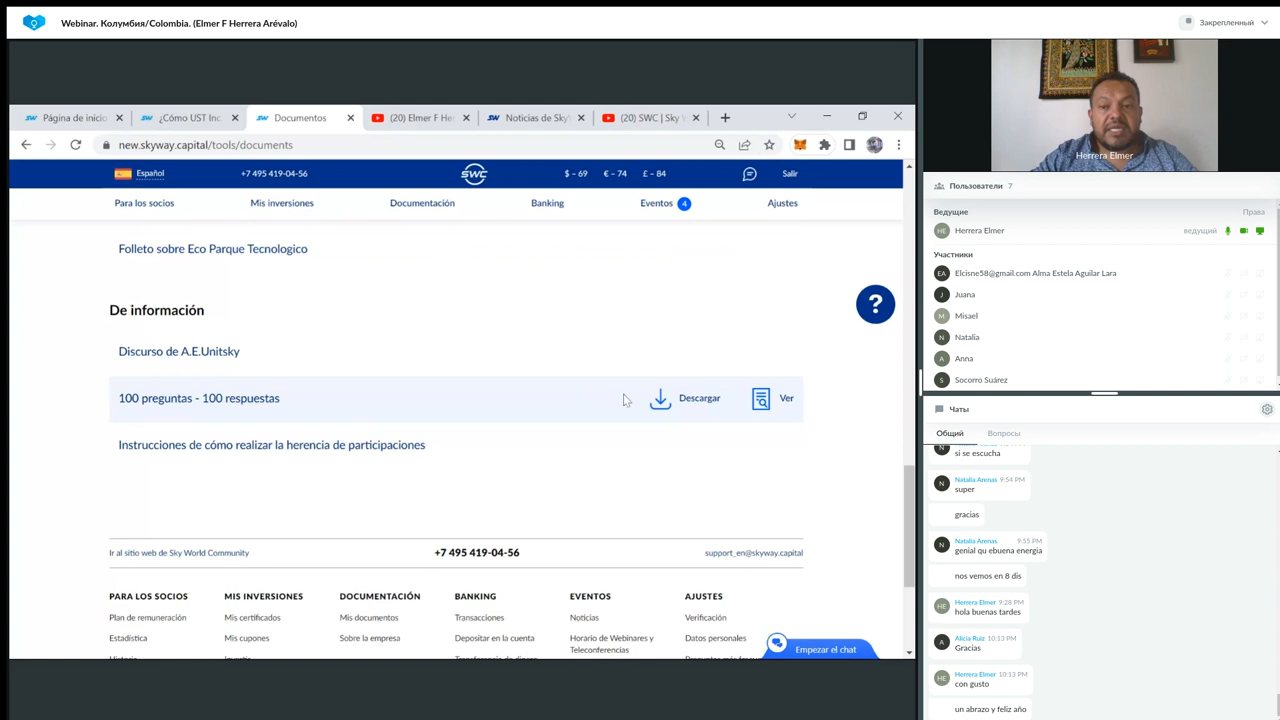 Webinar. Колумбия/Colombia. (Elmer F Herrera Arévalo)
Закрепленный
Página de inicio
¿Cómo UST Inc.
Documentos
(20) Elmer F He
Noticias de Sky
(20) SWC | Sky
new.skyway.capital/tools/documents
Español
+7 495 419-04-56
SWC
$ – 69 € – 74 £ – 84
Salir
Para los socios
Mis inversiones
Documentación
Banking
Eventos 4
Ajustes
Folleto sobre Eco Parque Tecnologico
De información
?
Discurso de A.E.Unitsky
100 preguntas - 100 respuestas
Descargar
Ver
Instrucciones de cómo realizar la herencia de participaciones
Ir al sitio web de Sky World Community
+7 495 419-04-56
support_en@skyway.capital
PARA LOS SOCIOS
MIS INVERSIONES
DOCUMENTACIÓN
BANKING
EVENTOS
AJUSTES
Plan de remuneración
Mis certificados
Mis documentos
Transacciones
Noticias
Verificación
Estadística
Mis cupones
Sobre la empresa
Depositar en la cuenta
Horario de Webinares y
Teleconferencias
Datos personales
Empezar el chat
Herrera Elmer
Пользователи 7
Ведущие
Права
HE Herrera Elmer
ведущий
Участники
EA Elcisne58@gmail.com Alma Estela Aguilar Lara
J Juana
M Misael
N Natalia
A Anna
S Socorro Suárez
Чаты
Общий
Вопросы
N
si se escucha
N Natalia Arenas 9:54 PM
super
gracias
N Natalia Arenas 9:55 PM
genial qu ebuena energia
nos vemos en 8 dis
HE Herrera Elmer 9:28 PM
hola buenas tardes
A Alicia Ruiz 10:13 PM
Gracias
HE Herrera Elmer 10:13 PM
con gusto
un abrazo y feliz año